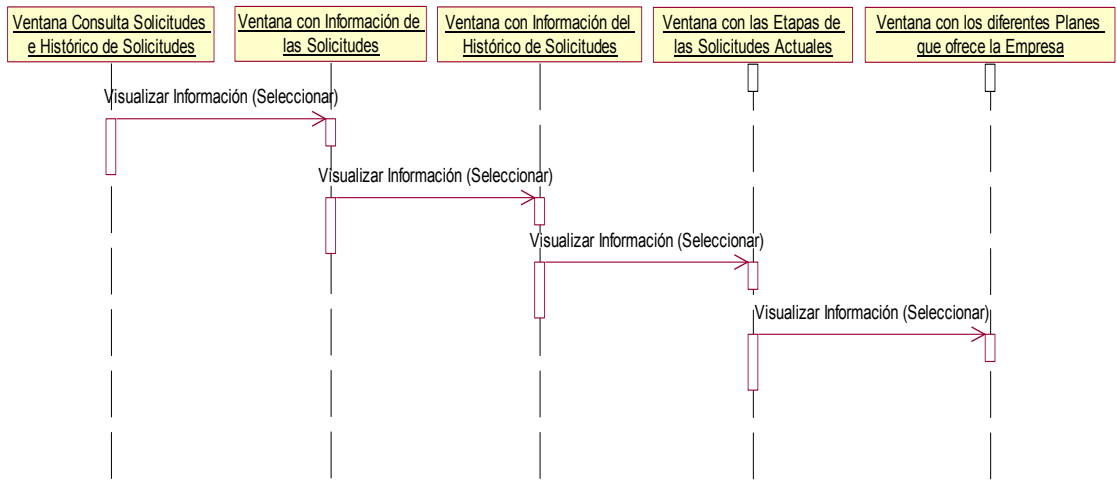 Ventana Consulta Solicitudes
e Histórico de Solicitudes
Ventana con Información de
las Solicitudes
Ventana con Información del
Histórico de Solicitudes
Ventana con las Etapas de
las Solicitudes Actuales
Ventana con los diferentes Planes
que ofrece la Empresa
Visualizar Información (Seleccionar)
Visualizar Información (Seleccionar)
Visualizar Información (Seleccionar)
Visualizar Información (Seleccionar)